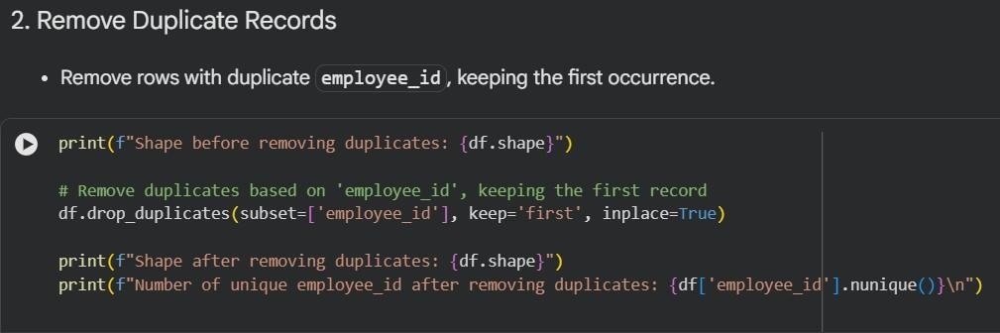 2. Remove Duplicate Records
• Remove rows with duplicate employee_id, keeping the first occurrence.
print(f"Shape before removing duplicates: {df.shape}")
# Remove duplicates based on 'employee_id', keeping the first record
df.drop_duplicates(subset=['employee_id'], keep='first', inplace=True)
print(f"Shape after removing duplicates: {df.shape}")
print(f"Number of unique employee_id after removing duplicates: {df['employee_id'].nunique()}\n")